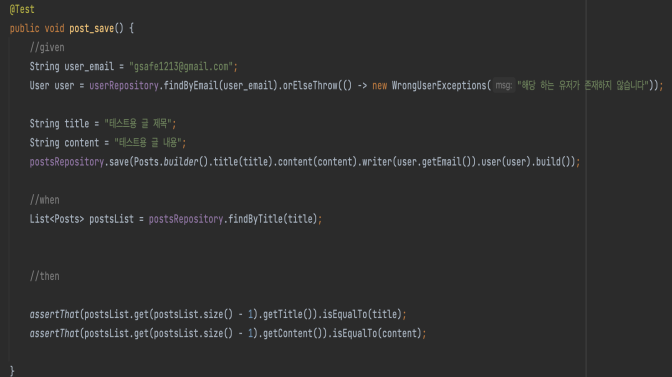 @Test
public void post_save() {
//given
String user_email = "gsafe1213@gmail.com";
User user = userRepository.findByEmail(user_email).orElseThrow(() -> new WrongUserExceptions( msg: "해당 하는 유저가 존재하지 않습니다"));
String title = "테스트용 글 제목";
String content = "테스트용 글 내용";
postsRepository.save(Posts.builder().title(title).content(content).writer(user.getEmail()).user(user).build());
//when
List<Posts> postsList = postsRepository.findByTitle(title);
//then
assertThat(postsList.get(postsList.size() - 1).getTitle()).isEqualTo(title);
assertThat(postsList.get(postsList.size() - 1).getContent()).isEqualTo(content);
}